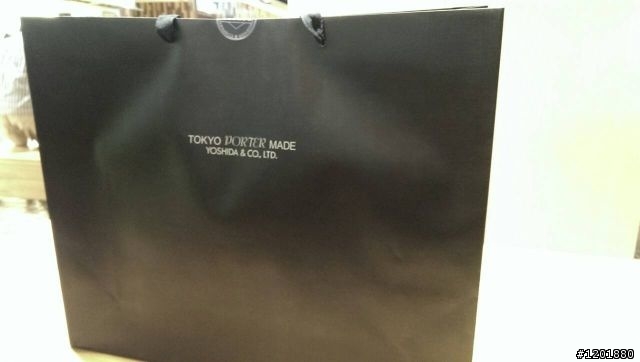 TOKYO PORTER MADE
YOSHIDA & CO., LTD.
#1201880